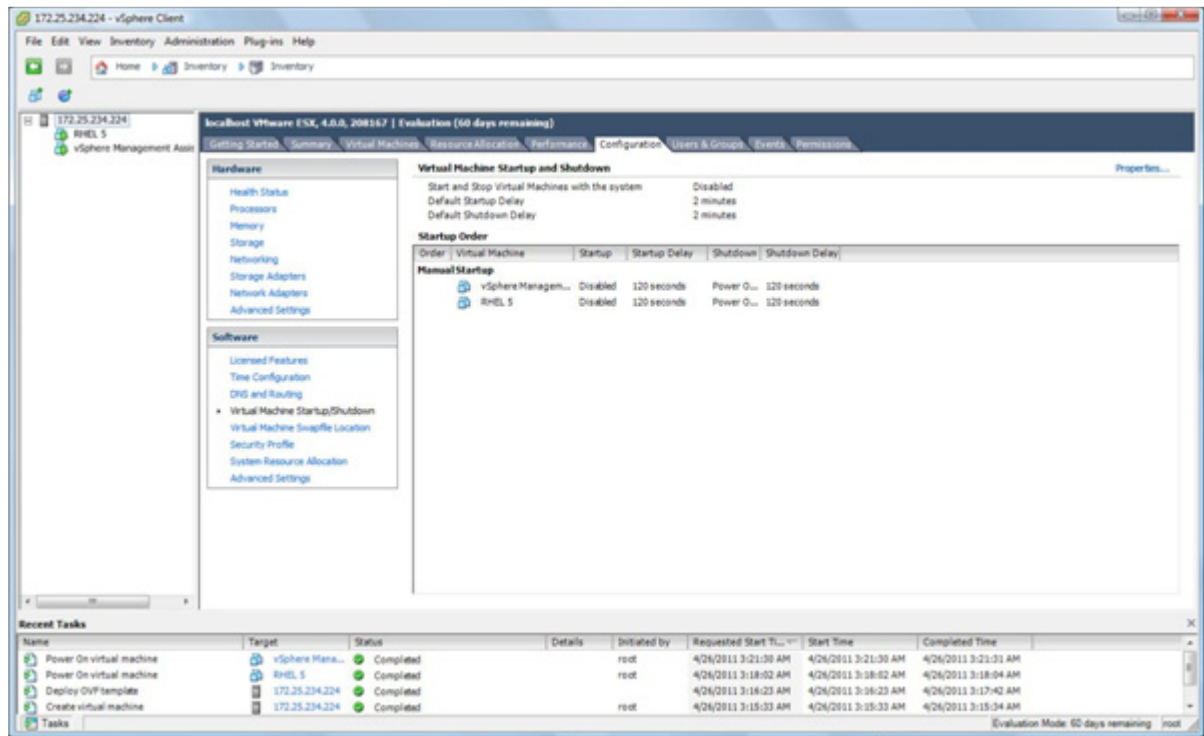 172.25.234.224 - vSphere Client
File Edit View Inventory Administration Plug-ins Help
Home Inventory Inventory
172.25.234.224
RHEL 5
vSphere Management Assis
localhost VMware ESX, 4.0.0, 208167 | Evaluation (60 days remaining)
Getting Started Summary Virtual Machines Resource Allocation Performance Configuration Users & Groups Events Permissions
Hardware
Health Status
Processors
Memory
Storage
Networking
Storage Adapters
Network Adapters
Advanced Settings
Software
Licensed Features
Time Configuration
DNS and Routing
Virtual Machine Startup/Shutdown
Virtual Machine Swapfile Location
Security Profile
System Resource Allocation
Advanced Settings
Virtual Machine Startup and Shutdown Properties...
Start and Stop Virtual Machines with the system Disabled
Default Startup Delay 2 minutes
Default Shutdown Delay 2 minutes
Startup Order
Order Virtual Machine Startup Startup Delay Shutdown Shutdown Delay
Manual Startup
vSphere Managem... Disabled 120 seconds Power O... 120 seconds
RHEL 5 Disabled 120 seconds Power O... 120 seconds
Recent Tasks
Name Target Status Details Initiated by Requested Start Ti... Start Time Completed Time
Power On virtual machine vSphere Mana... Completed root 4/26/2011 3:21:30 AM 4/26/2011 3:21:30 AM 4/26/2011 3:21:31 AM
Power On virtual machine RHEL 5 Completed root 4/26/2011 3:18:02 AM 4/26/2011 3:18:02 AM 4/26/2011 3:18:04 AM
Deploy OVF template 172.25.234.224 Completed 4/26/2011 3:16:23 AM 4/26/2011 3:16:23 AM 4/26/2011 3:17:42 AM
Create virtual machine 172.25.234.224 Completed root 4/26/2011 3:15:33 AM 4/26/2011 3:15:33 AM 4/26/2011 3:15:34 AM
Tasks Evaluation Mode: 60 days remaining root